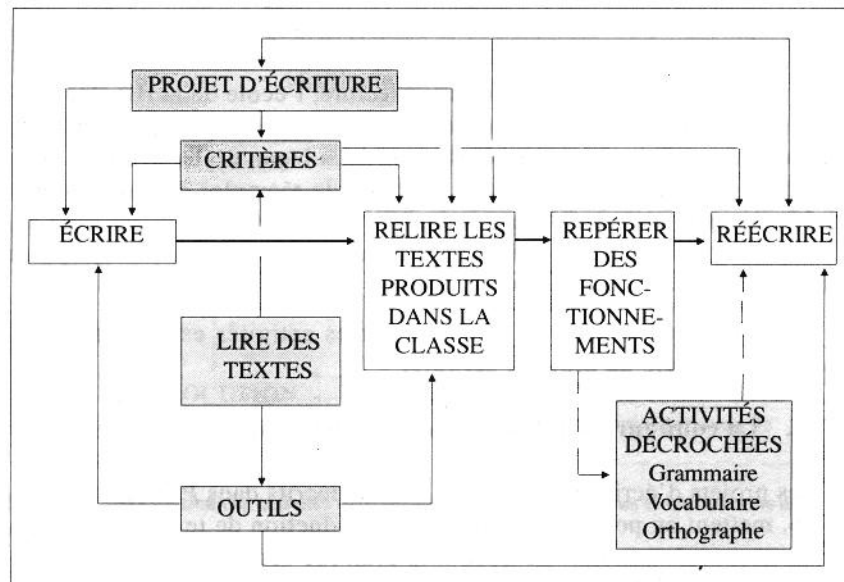 PROJET D'ÉCRITURE
CRITÈRES
ÉCRIRE
RELIRE LES
TEXTES
PRODUITS
DANS LA
CLASSE
REPÉRER
DES
FONC-
TIONNE-
MENTS
RÉÉCRIRE
LIRE DES
TEXTES
ACTIVITÉS
DÉCROCHÉES
Grammaire
Vocabulaire
Orthographe
OUTILS